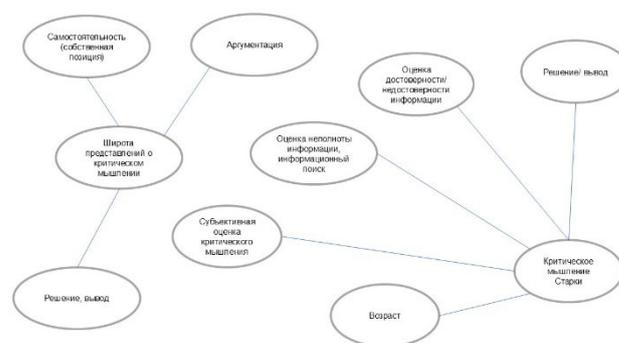 Самостоятельность
(собственная
позиция)
Аргументация
Широта
представлений о
критическом
мышлении
Решение, вывод
Оценка
достоверности/
недостоверности
информации
Решение/ вывод
Оценка неполноты
информации,
информационный
поиск
Субъективная
оценка
критического
мышления
Возраст
Критическое
мышление
Старки